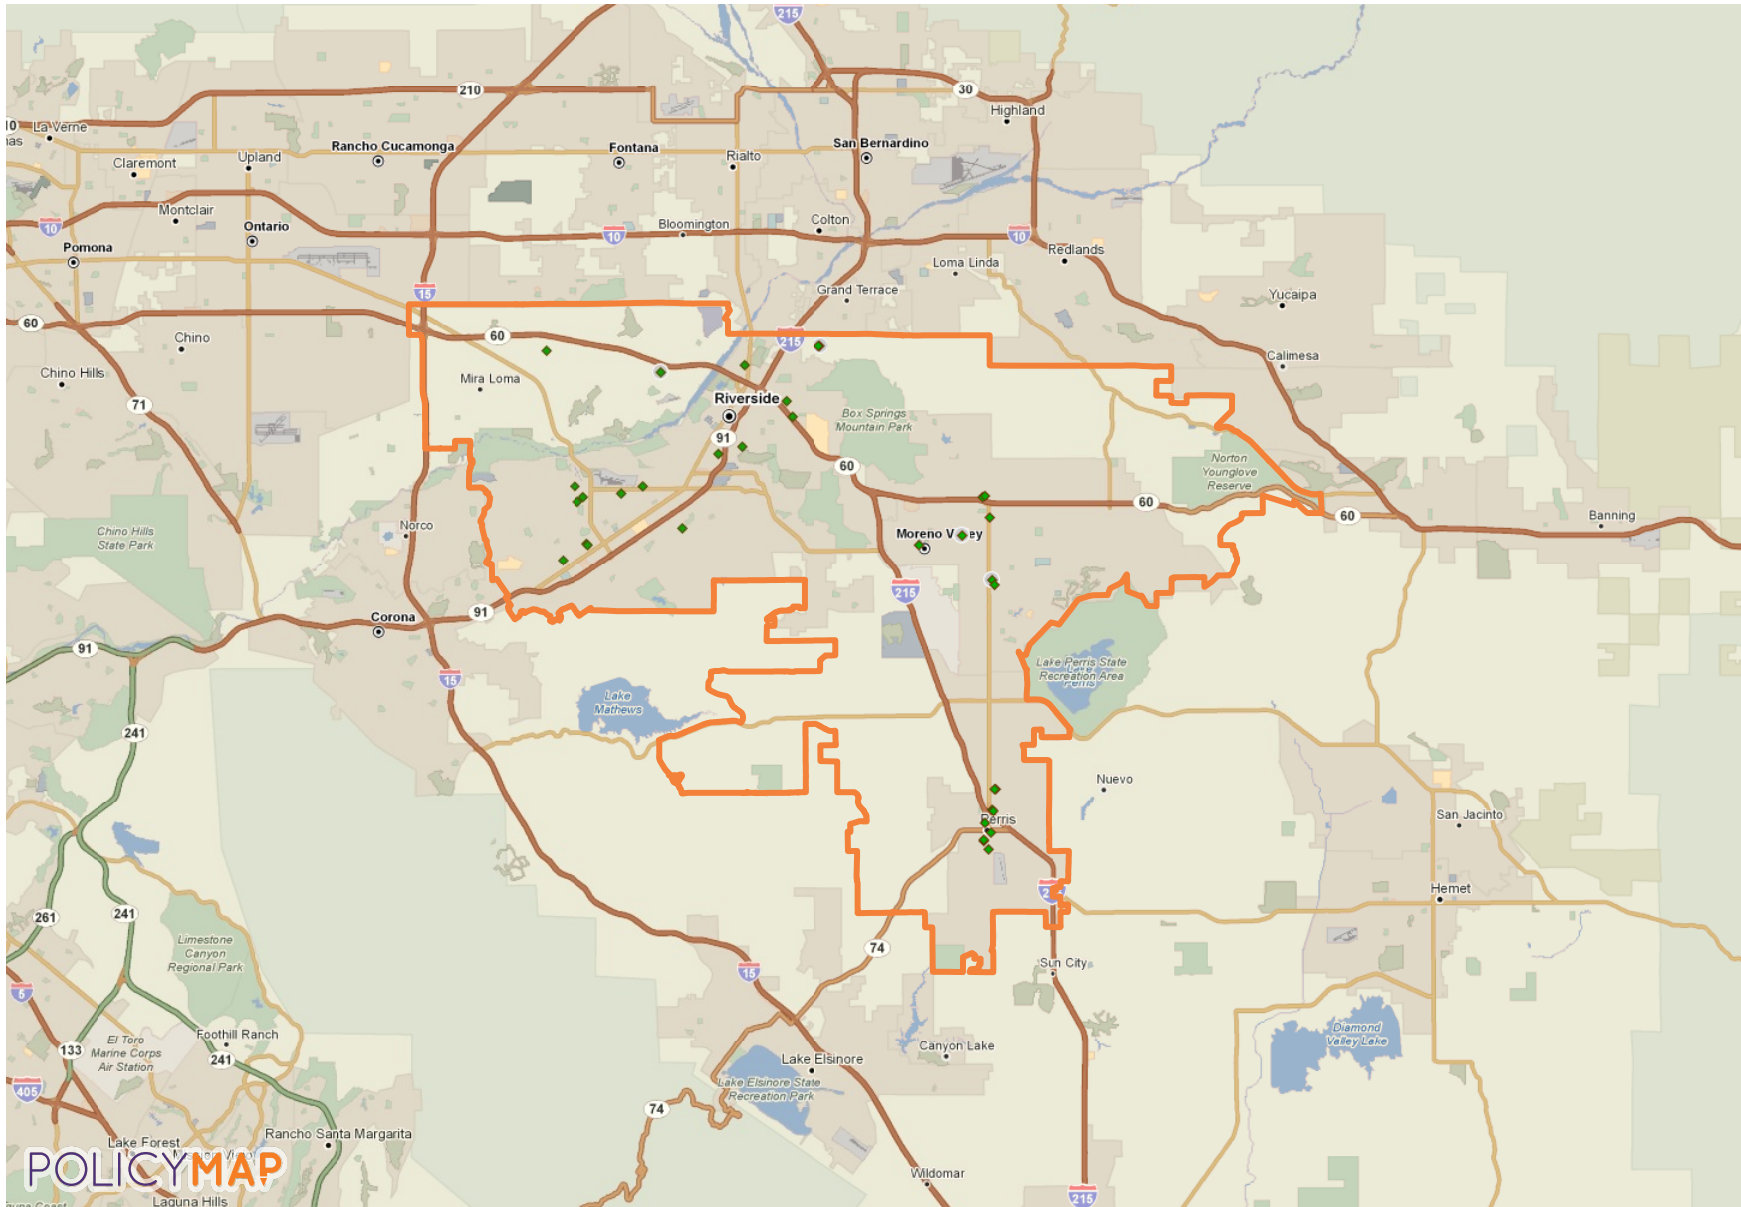 215
210
30
Highland
10
La Verne
nas
Rancho Cucamonga
Fontana
San Bernardino
Claremont
Upland
Rialto
Montclair
Colton
Bloomington
10
Ontario
10
10
Pomona
Redlands
Loma Linda
15
Grand Terrace
Yucaipa
60
60
215
Chino
Calimesa
Chino Hills
Mira Loma
71
Riverside
Box Springs
Mountain Park
91
60
Norton
Younglove
Reserve
60
60
Banning
Norco
Chino Hills
State Park
Moreno V ey
215
Corona
91
91
15
Lake Perris State
Recreation Area
Perris
Lake
Mathews
241
Nuevo
San Jacinto
Perris
Hemet
2
261
241
Limestone
Canyon
Regional Park
74
Sun City
15
5
Foothill Ranch
El Toro
Marine Corps
Air Station
133
241
Diamond
Valley Lake
Canyon Lake
Lake Elsinore
405
Lake Elsinore State
Recreation Park
74
Rancho Santa Margarita
Lake Forest
POLICYMAP
Wildomar
215
Laguna Hills